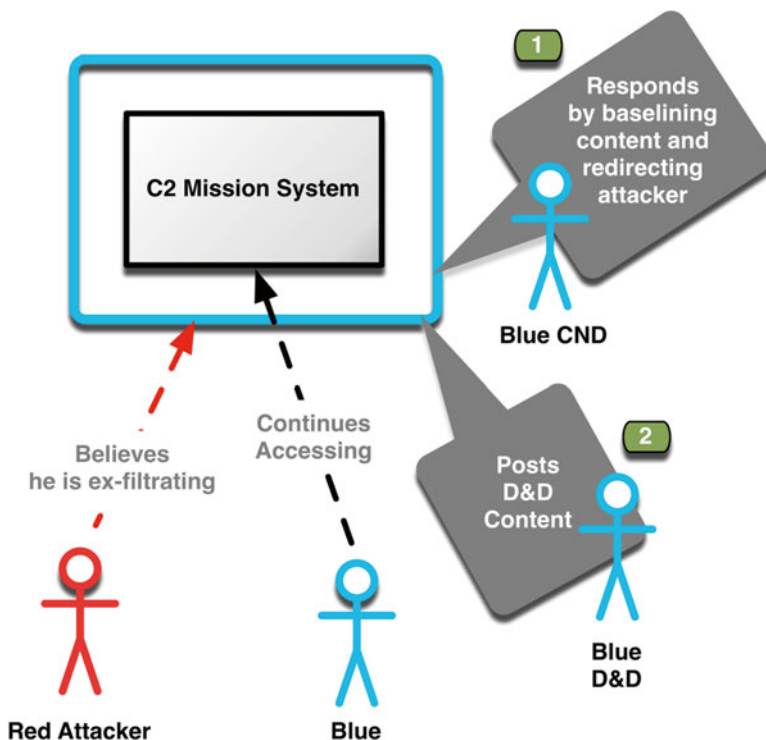 1
Responds
by baselining
content and
redirecting
attacker
C2 Mission System
Blue CND
Continues
Accessing
Believes
he is ex-filtrating
2
Posts
D&D
Content
Blue
D&D
Red Attacker
Blue